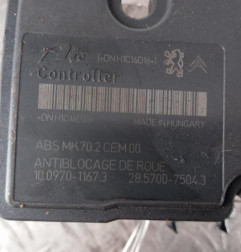 Controller
MADE IN HUNGARY
ABS MK70.2 CEM 00
ANTIBLOCAGE DE ROUE
10.0970-1167.3 28.5700-7504.3